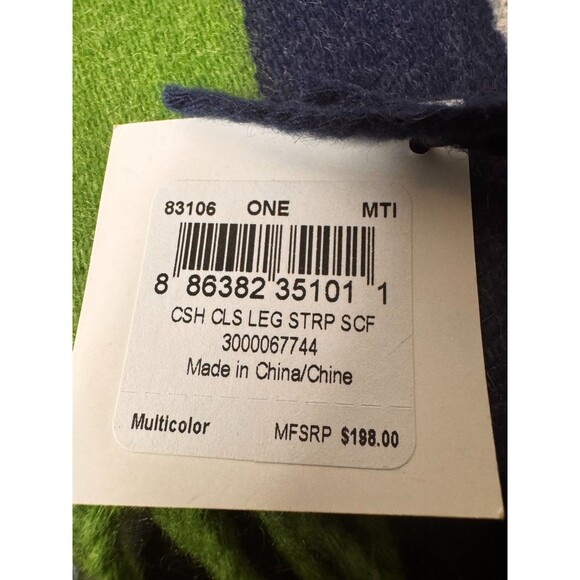 83106 ONE MTI
8 86382 35101 1
CSH CLS LEG STRP SCF
3000067744
Made in China/Chine
Multicolor MFSRP $198.00